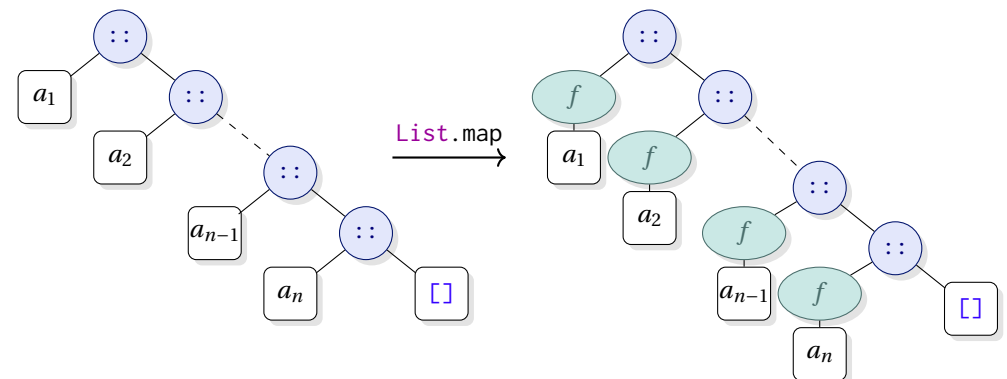 ::
a₁
::
a₂
::
aₙ₋₁
::
aₙ
[]
List.map
::
f
a₁
::
f
a₂
::
f
aₙ₋₁
::
f
aₙ
[]